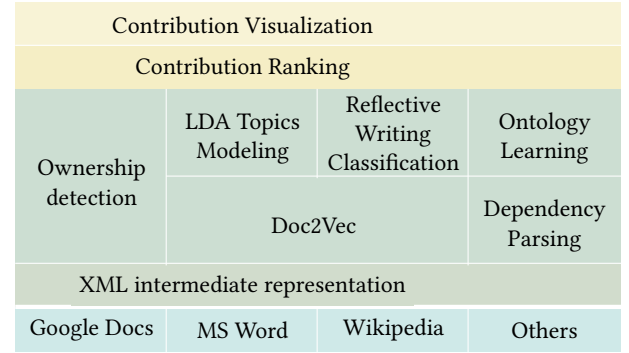 Contribution Visualization
Contribution Ranking
Ownership
detection
LDA Topics
Modeling
Reflective
Writing
Classification
Ontology
Learning
Doc2Vec
Dependency
Parsing
XML intermediate representation
Google Docs
MS Word
Wikipedia
Others